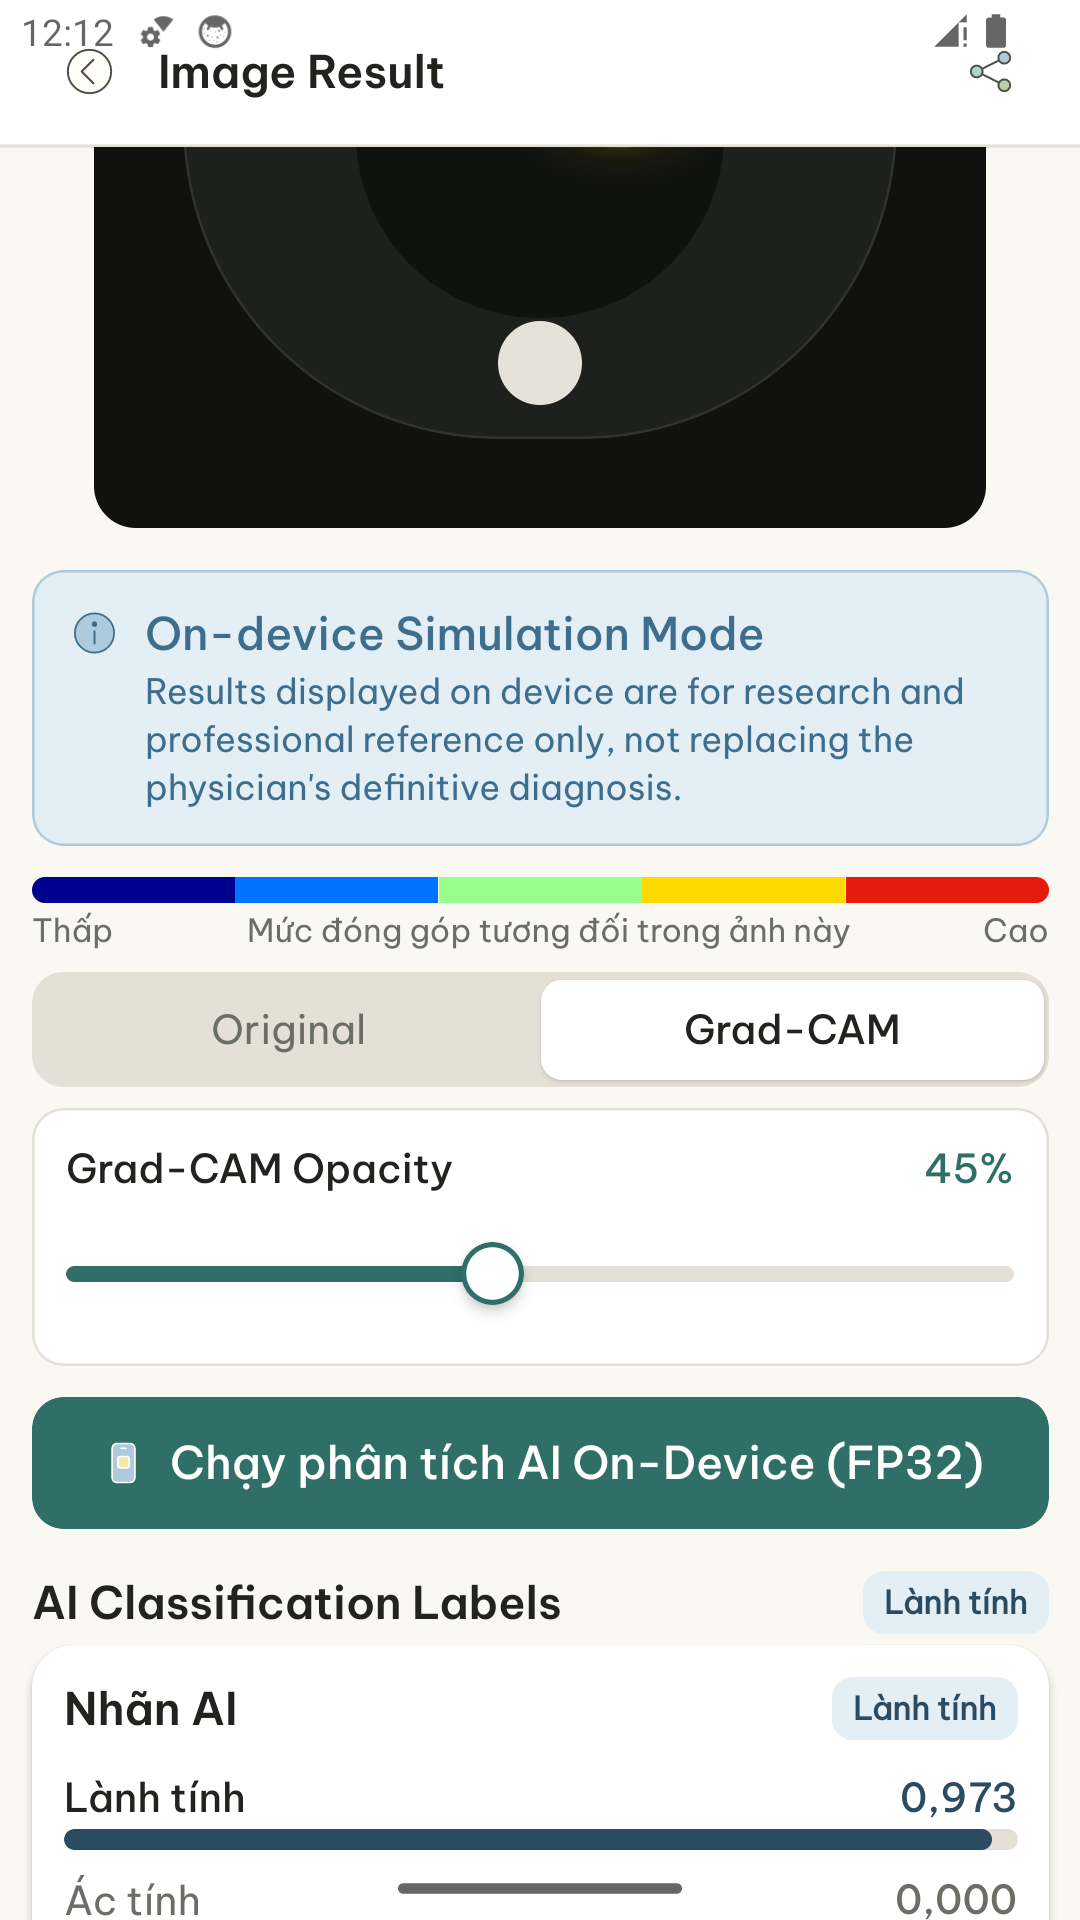 12:12
Image Result
On-device Simulation Mode
Results displayed on device are for research and
professional reference only, not replacing the
physician's definitive diagnosis.
Thấp Mức đóng góp tương đối trong ảnh này Cao
Original Grad-CAM
Grad-CAM Opacity 45%
Chạy phân tích AI On-Device (FP32)
AI Classification Labels Lành tính
Nhãn AI Lành tính
Lành tính 0,973
Ác tính 0,000